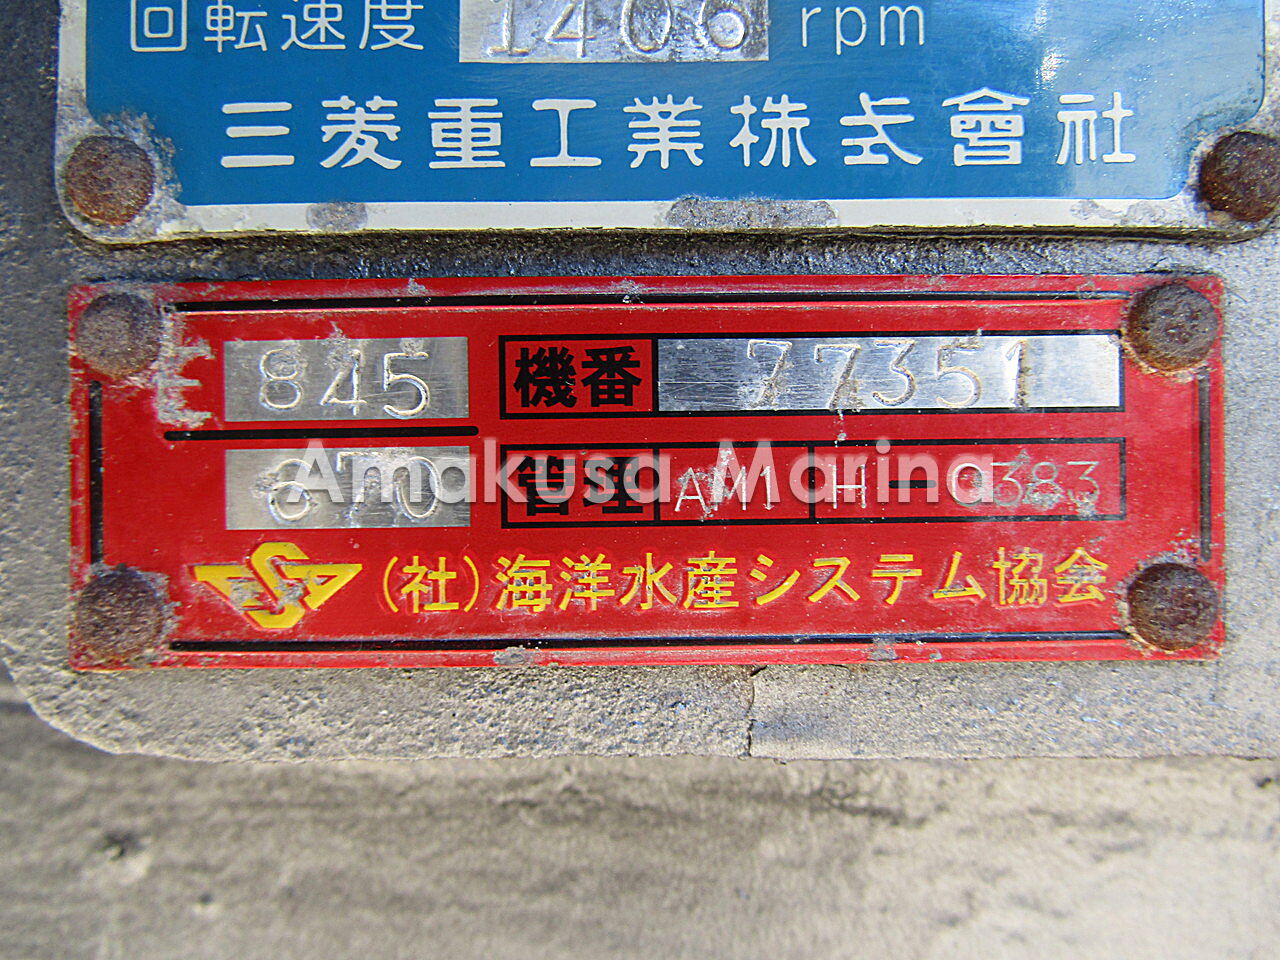 回転速度 1406 rpm
三菱重工業株式會社
E 845 機番 77351
670 管理 AM1 H-0383
Amakusa Marina
(社)海洋水産システム協会